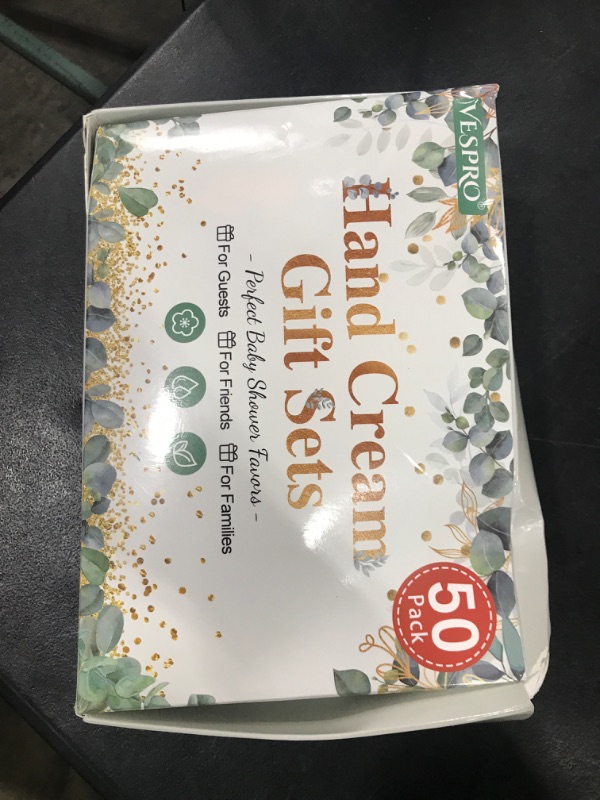 VESPRO®
Hand Cream
Gift Sets
- Perfect Baby Shower Favors -
For Guests For Friends For Families
50
Pack